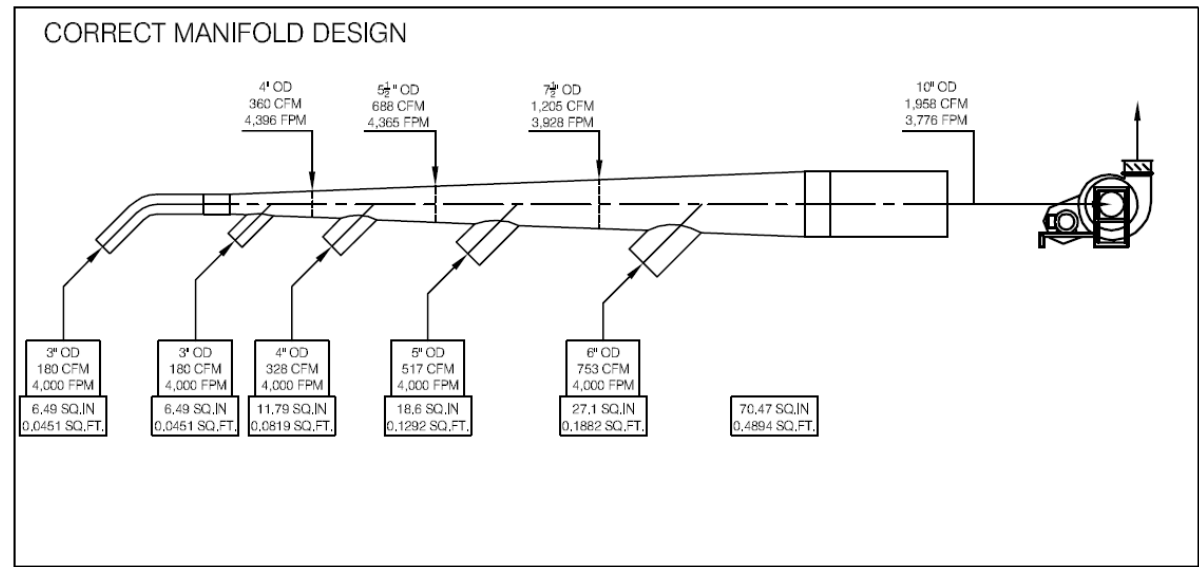 CORRECT MANIFOLD DESIGN
4" OD
360 CFM
4,396 FPM
5½" OD
688 CFM
4,365 FPM
7½" OD
1,205 CFM
3,928 FPM
10" OD
1,958 CFM
3,776 FPM
3" OD
180 CFM
4,000 FPM
6.49 SQ.IN
0.0451 SQ.FT.
3" OD
180 CFM
4,000 FPM
6.49 SQ.IN
0.0451 SQ.FT.
4" OD
328 CFM
4,000 FPM
11.79 SQ.IN
0.0819 SQ.FT.
5" OD
517 CFM
4,000 FPM
18.6 SQ.IN
0.1292 SQ.FT.
6" OD
753 CFM
4,000 FPM
27.1 SQ.IN
0.1882 SQ.FT.
70.47 SQ.IN
0.4894 SQ.FT.